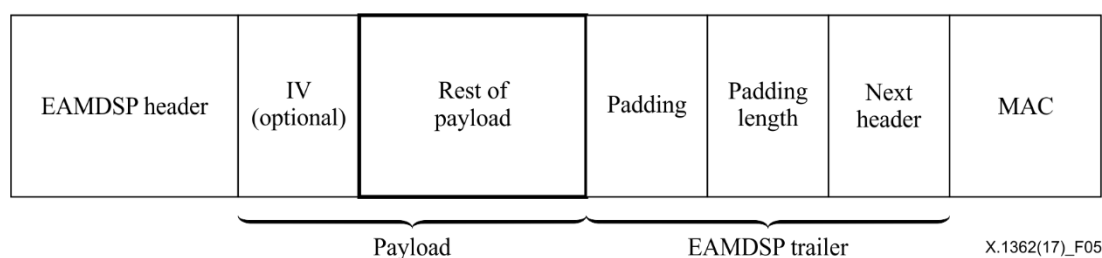 EAMDSP header
IV
(optional)
Rest of
payload
Padding
Padding
length
Next
header
MAC
Payload
EAMDSP trailer
X.1362(17)_F05